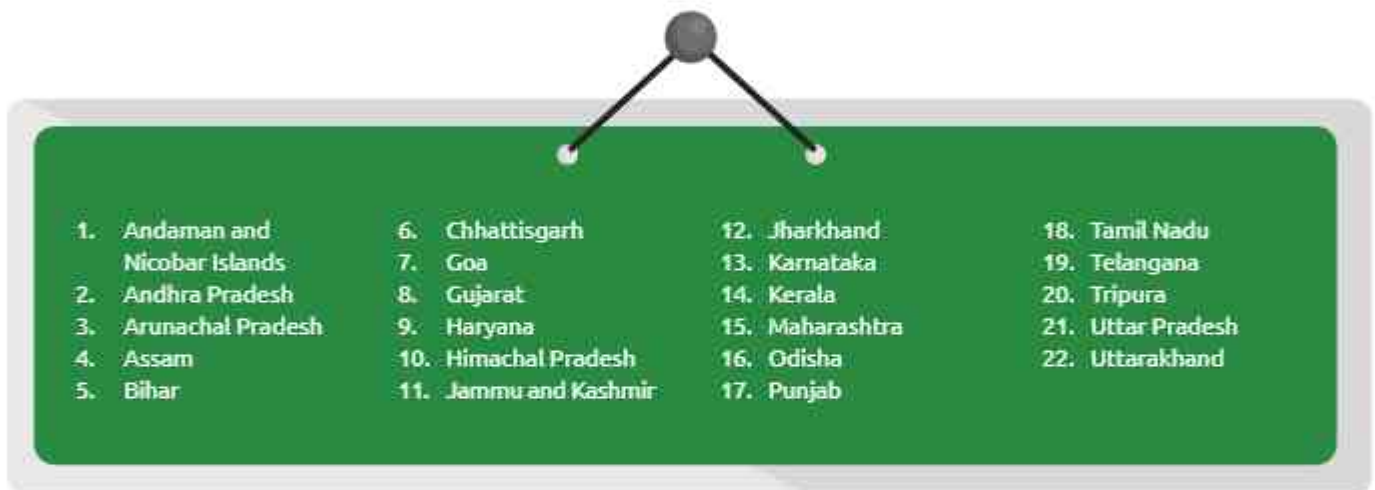 1. Andaman and
Nicobar Islands
2. Andhra Pradesh
3. Arunachal Pradesh
4. Assam
5. Bihar
6. Chhattisgarh
7. Goa
8. Gujarat
9. Haryana
10. Himachal Pradesh
11. Jammu and Kashmir
12. Jharkhand
13. Karnataka
14. Kerala
15. Maharashtra
16. Odisha
17. Punjab
18. Tamil Nadu
19. Telangana
20. Tripura
21. Uttar Pradesh
22. Uttarakhand